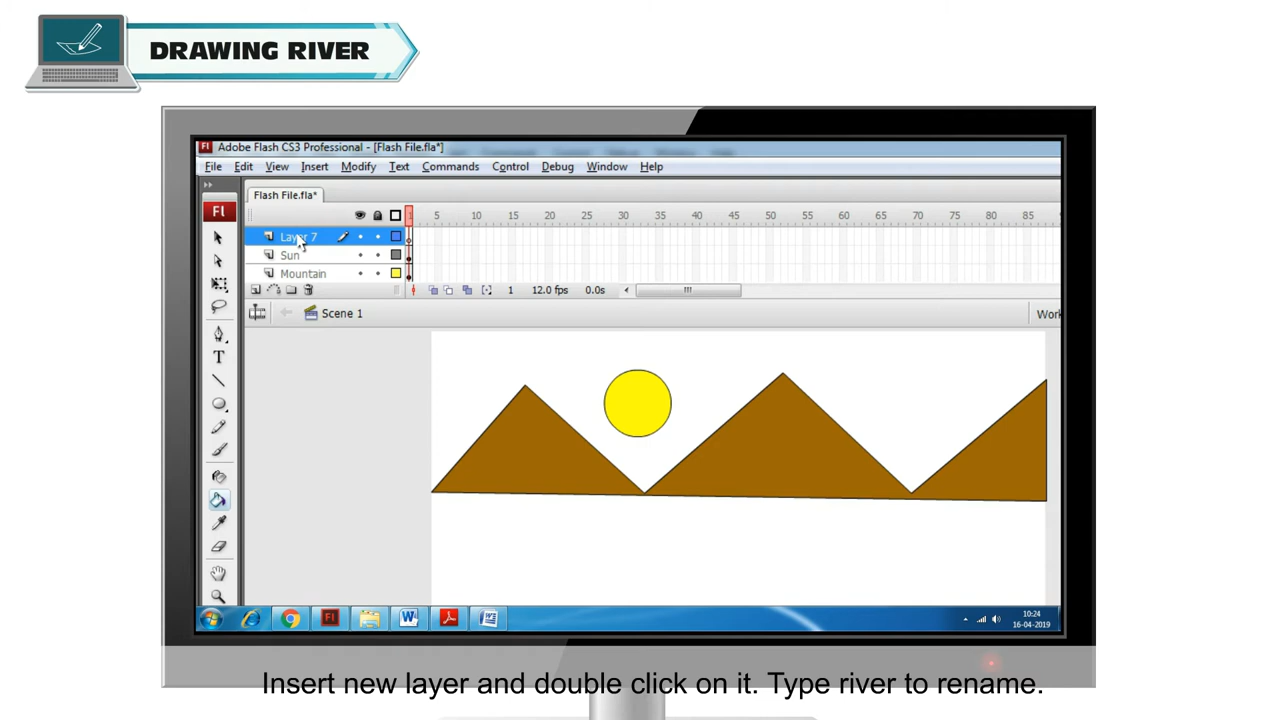 DRAWING RIVER
Adobe Flash CS3 Professional - [Flash File.fla*]
File Edit View Insert Modify Text Commands Control Debug Window Help
Flash File.fla*
Fl
1 5 10 15 20 25 30 35 40 45 50 55 60 65 70 75 80 85
Layer 7
Sun
Mountain
1 12.0 fps 0.0s
Scene 1
Work
T
Fl W
10:24
16-04-2019
Insert new layer and double click on it. Type river to rename.